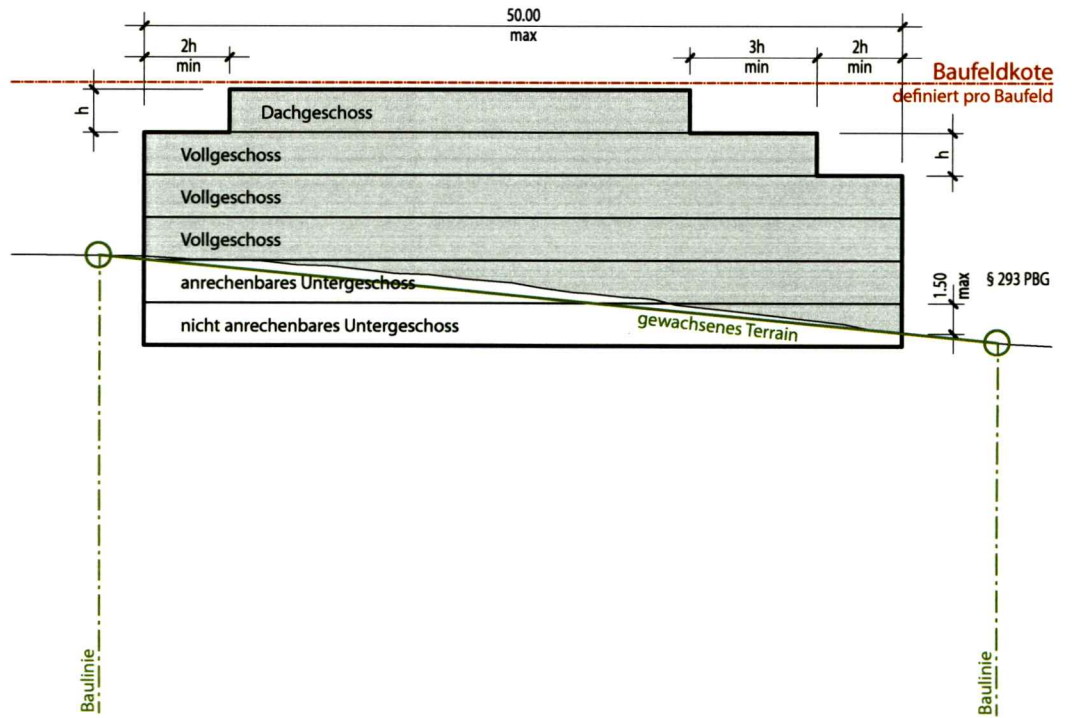 50.00
max
2h
min
3h
min
2h
min
Baufeldkote
definiert pro Baufeld
h
Dachgeschoss
h
Vollgeschoss
Vollgeschoss
Vollgeschoss
anrechenbares Untergeschoss
1.50
max
§ 293 PBG
nicht anrechenbares Untergeschoss
gewachsenes Terrain
Baulinie
Baulinie